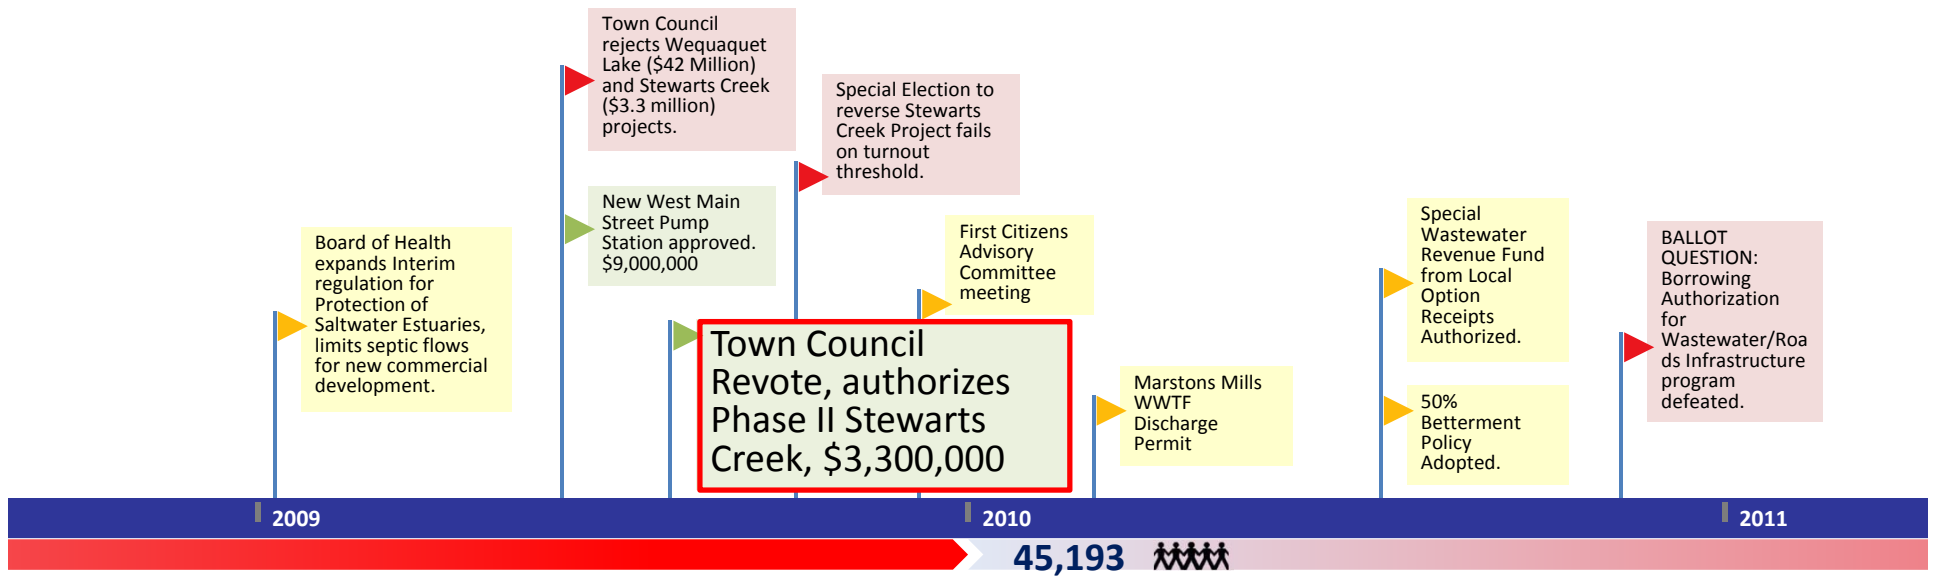 Town Council
rejects Wequaquet
Lake ($42 Million)
and Stewarts Creek
($3.3 million)
projects.
Special Election to
reverse Stewarts
Creek Project fails
on turnout
threshold.
New West Main
Street Pump
Station approved.
$9,000,000
Board of Health
expands Interim
regulation for
Protection of
Saltwater Estuaries,
limits septic flows
for new commercial
development.
First Citizens
Advisory
Committee
meeting
Town Council
Revote, authorizes
Phase II Stewarts
Creek, $3,300,000
Marstons Mills
WWTF
Discharge
Permit
Special
Wastewater
Revenue Fund
from Local
Option
Receipts
Authorized.
50%
Betterment
Policy
Adopted.
BALLOT
QUESTION:
Borrowing
Authorization
for
Wastewater/Roa
ds Infrastructure
program
defeated.
2009
2010
2011
45,193